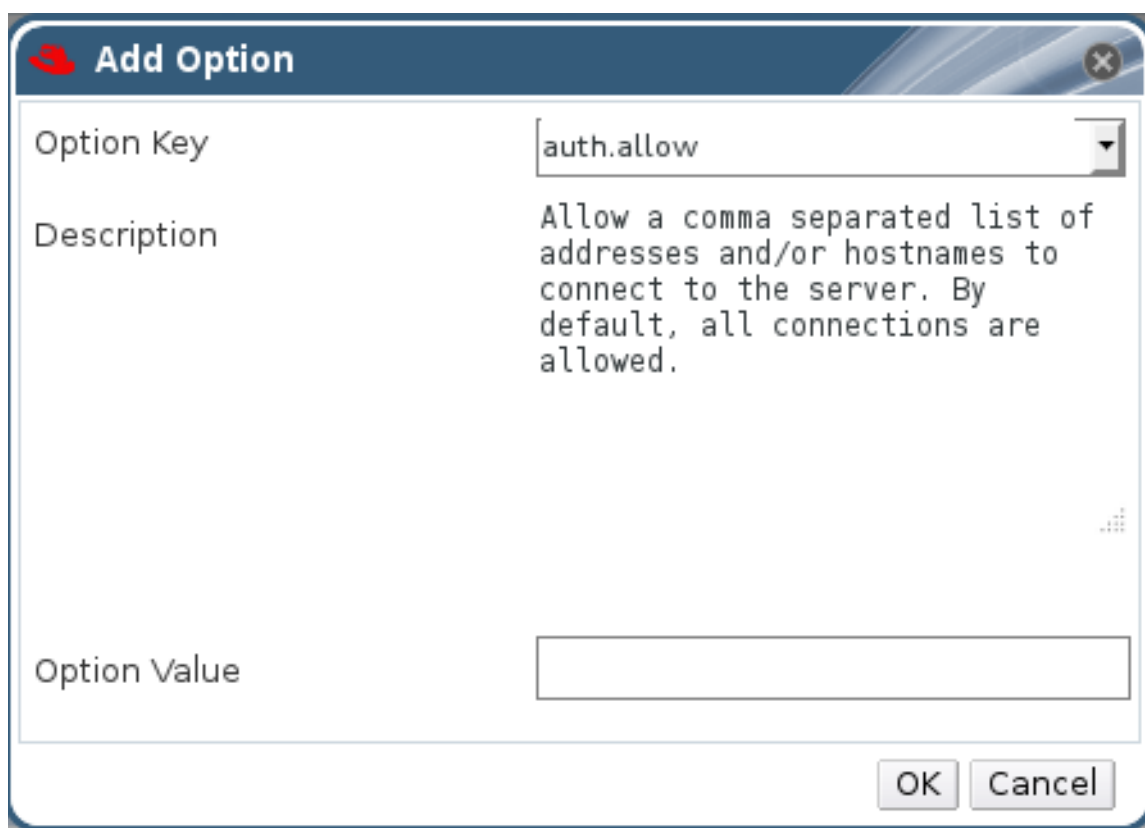 Add Option
Option Key
auth.allow
Description
Allow a comma separated list of
addresses and/or hostnames to
connect to the server. By
default, all connections are
allowed.
Option Value
OK
Cancel